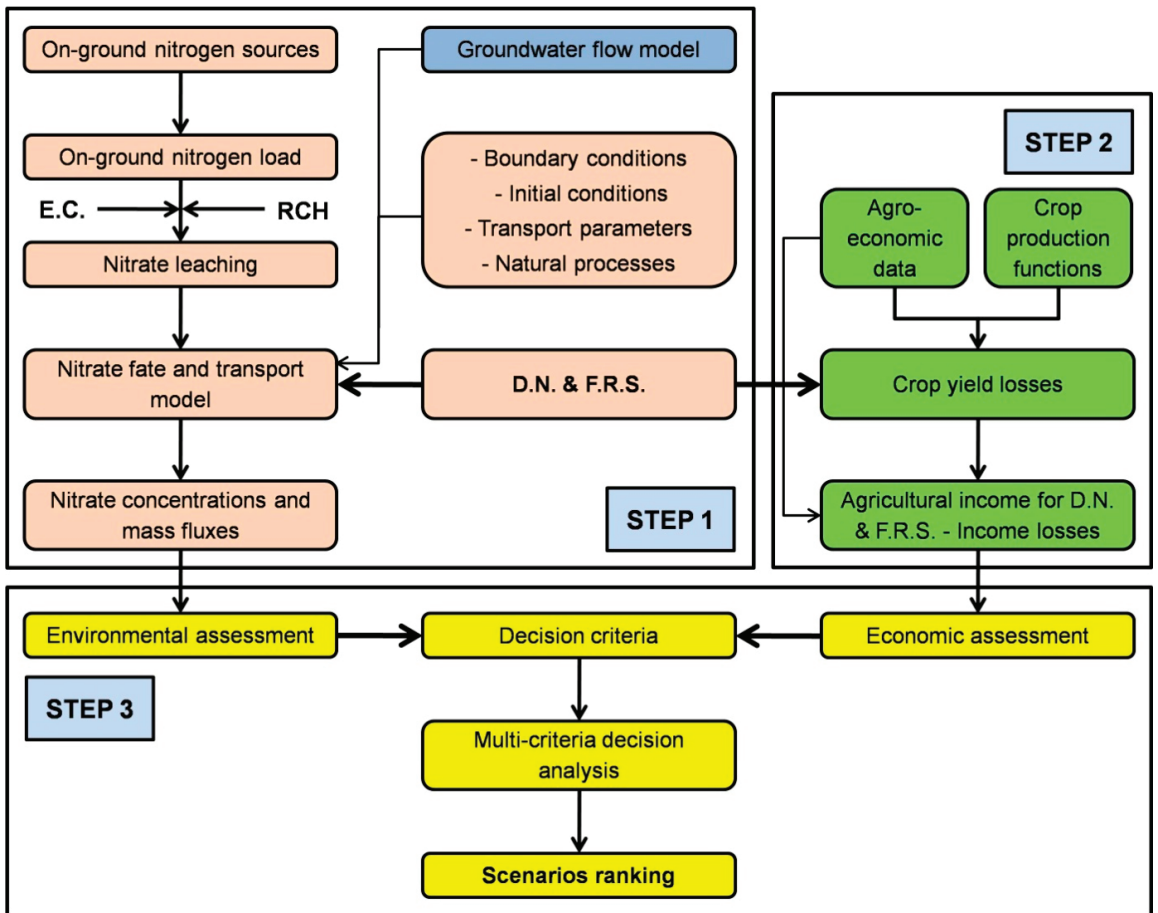 On-ground nitrogen sources
Groundwater flow model
On-ground nitrogen load
E.C.
RCH
Nitrate leaching
- Boundary conditions
- Initial conditions
- Transport parameters
- Natural processes
Nitrate fate and transport
model
D.N. & F.R.S.
Nitrate concentrations and
mass fluxes
STEP 1
STEP 2
Agro-
economic
data
Crop
production
functions
Crop yield losses
Agricultural income for D.N.
& F.R.S. - Income losses
Environmental assessment
Decision criteria
Economic assessment
STEP 3
Multi-criteria decision
analysis
Scenarios ranking